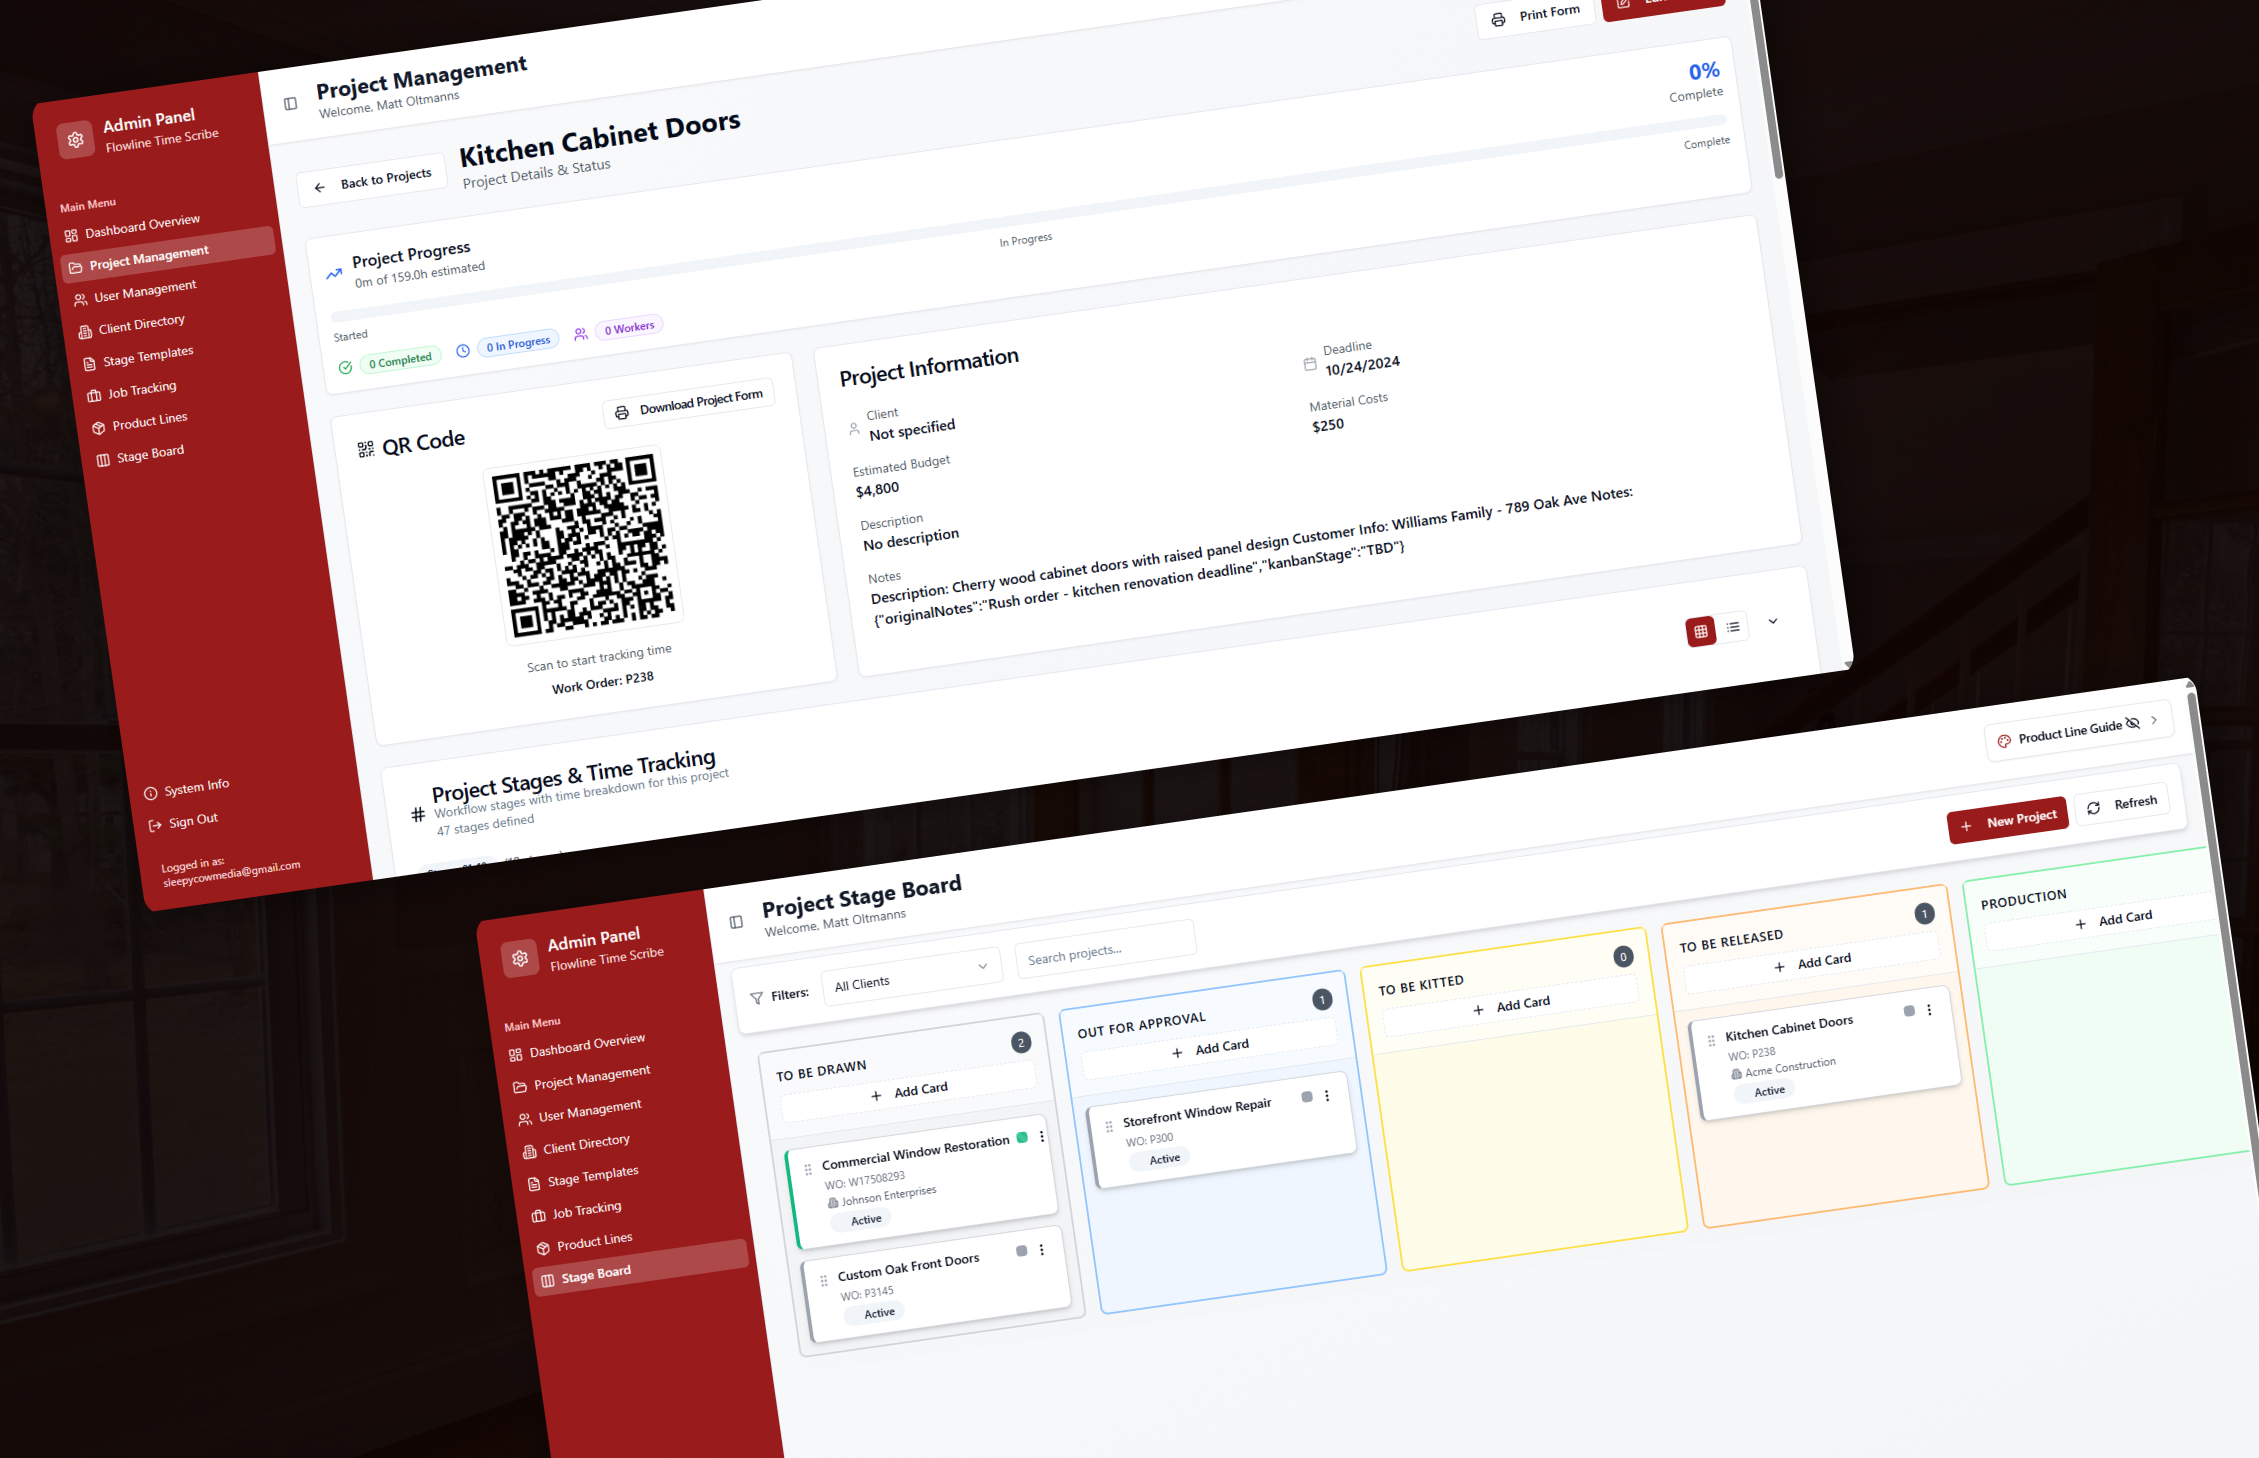 Admin Panel
Flowline Time Scribe
Main Menu
Dashboard Overview
Project Management
User Management
Client Directory
Stage Templates
Job Tracking
Product Lines
Stage Board
System Info
Sign Out
Logged in as:
sleepycowmedia@gmail.com
Project Management
Welcome, Matt Oltmanns
Print Form
Back to Projects
Kitchen Cabinet Doors
Project Details & Status
Project Progress
0m of 159.0h estimated
0%
Complete
Started
In Progress
Complete
0 Completed
0 In Progress
0 Workers
QR Code
Download Project Form
Scan to start tracking time
Work Order: P238
Project Information
Client
Not specified
Deadline
10/24/2024
Estimated Budget
$4,800
Material Costs
$250
Description
No description
Notes
Description: Cherry wood cabinet doors with raised panel design Customer Info: Williams Family - 789 Oak Ave Notes:
{"originalNotes":"Rush order - kitchen renovation deadline","kanbanStage":"TBD"}
Project Stages & Time Tracking
Workflow stages with time breakdown for this project
47 stages defined
Admin Panel
Flowline Time Scribe
Main Menu
Dashboard Overview
Project Management
User Management
Client Directory
Stage Templates
Job Tracking
Product Lines
Stage Board
Project Stage Board
Welcome, Matt Oltmanns
Product Line Guide
Filters:
All Clients
Search projects...
New Project
Refresh
TO BE DRAWN
2
Add Card
Commercial Window Restoration
WO: W17508293
Johnson Enterprises
Active
Custom Oak Front Doors
WO: P3145
Active
OUT FOR APPROVAL
1
Add Card
Storefront Window Repair
WO: P300
Active
TO BE KITTED
0
Add Card
TO BE RELEASED
1
Add Card
Kitchen Cabinet Doors
WO: P238
Acme Construction
Active
PRODUCTION
Add Card